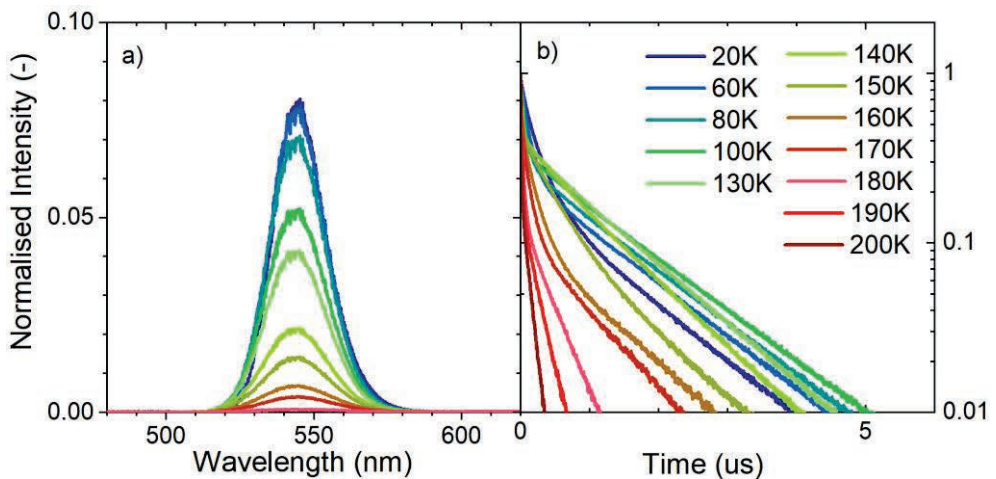 0.10
0.05
0.00
Normalised Intensity (-)
a)
500
550
600
Wavelength (nm)
b)
20K
60K
80K
100K
130K
140K
150K
160K
170K
180K
190K
200K
1
0.1
0.01
0
5
Time (us)